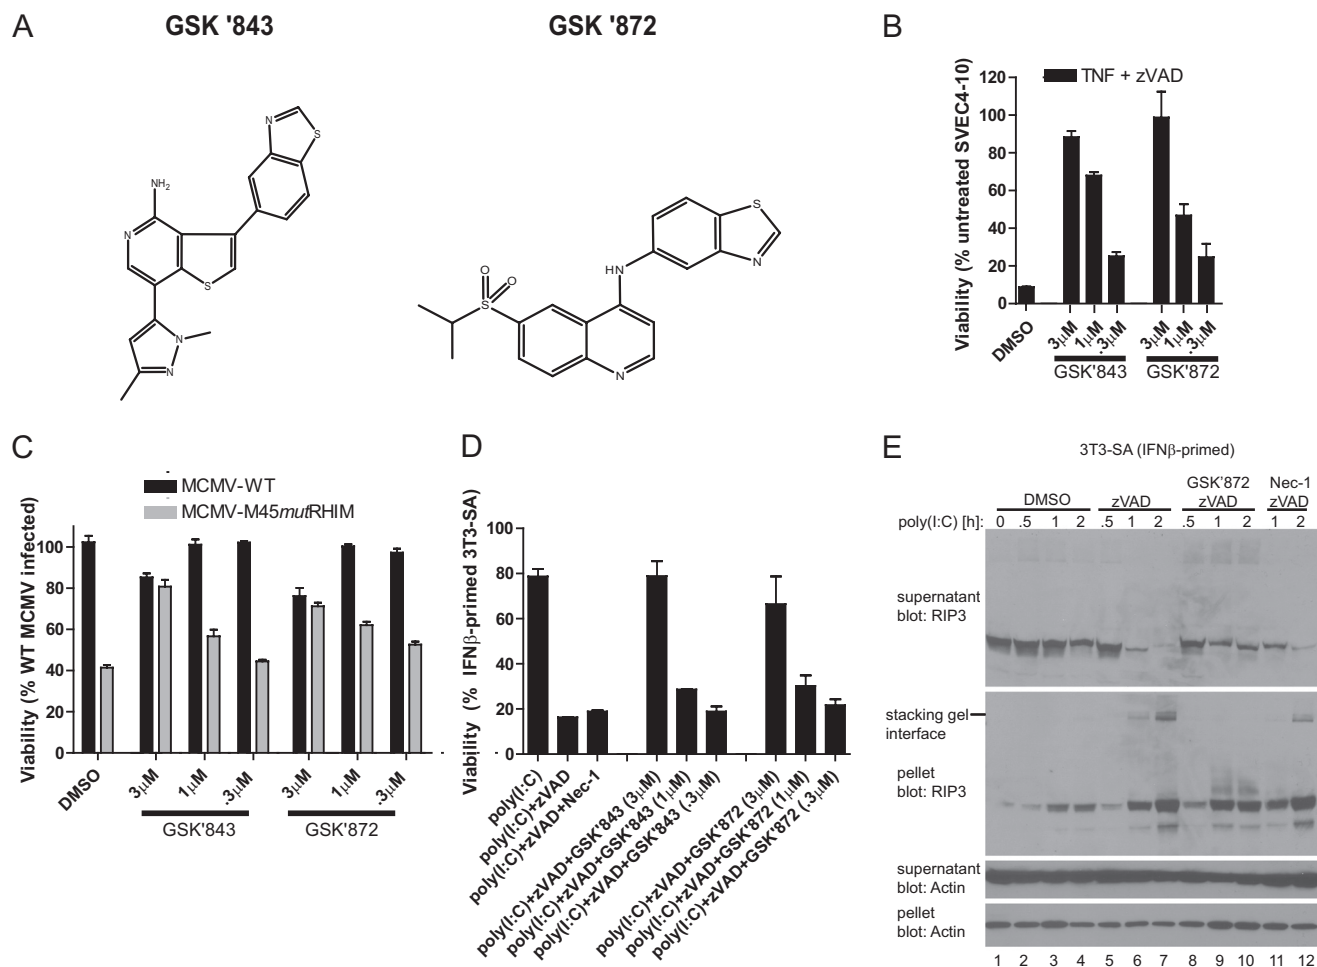 A
GSK '843
GSK '872
N
S
NH2
N
S
N
N
O
O
S
HN
S
N
N
B
TNF + zVAD
Viability (% untreated SVEC4-10)
120
100
80
60
40
20
0
DMSO
3μM
1μM
.3μM
3μM
1μM
.3μM
GSK'843
GSK'872
C
MCMV-WT
MCMV-M45mutRHIM
Viability (% WT MCMV infected)
100
80
60
40
20
0
DMSO
3μM
1μM
.3μM
3μM
1μM
.3μM
GSK'843
GSK'872
D
Viability (% IFNβ-primed 3T3-SA)
100
80
60
40
20
0
poly(I:C)
poly(I:C)+zVAD
poly(I:C)+zVAD+Nec-1
poly(I:C)+zVAD+GSK'843 (3μM)
poly(I:C)+zVAD+GSK'843 (1μM)
poly(I:C)+zVAD+GSK'843 (.3μM)
poly(I:C)+zVAD+GSK'872 (3μM)
poly(I:C)+zVAD+GSK'872 (1μM)
poly(I:C)+zVAD+GSK'872 (.3μM)
E
3T3-SA (IFNβ-primed)
DMSO
zVAD
GSK'872
zVAD
Nec-1
zVAD
poly(I:C) [h]: 0 .5 1 2 .5 1 2 .5 1 2 1 2
supernatant
blot: RIP3
stacking gel
interface
pellet
blot: RIP3
supernatant
blot: Actin
pellet
blot: Actin
1 2 3 4 5 6 7 8 9 10 11 12